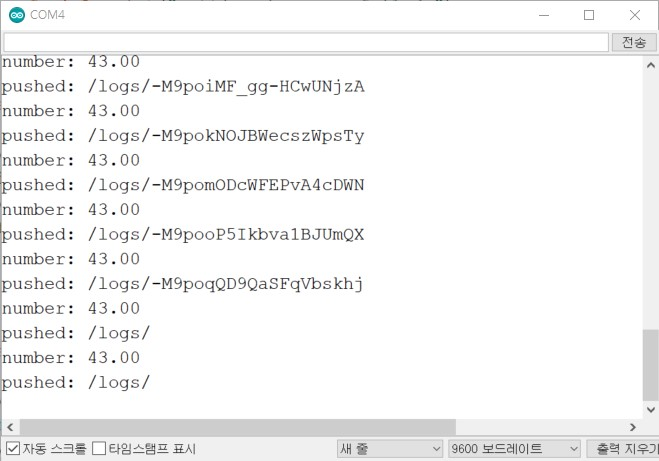 COM4
전송
number: 43.00
pushed: /logs/-M9poiMF_gg-HCwUNjzA
number: 43.00
pushed: /logs/-M9pokNOJBWecszWpsTy
number: 43.00
pushed: /logs/-M9pomODcWFEPvA4cDWN
number: 43.00
pushed: /logs/-M9pooP5Ikbva1BJUmQX
number: 43.00
pushed: /logs/-M9poqQD9QaSFqVbskhj
number: 43.00
pushed: /logs/
number: 43.00
pushed: /logs/
자동 스크롤 타임스탬프 표시 새 줄 9600 보드레이트 출력 지우기